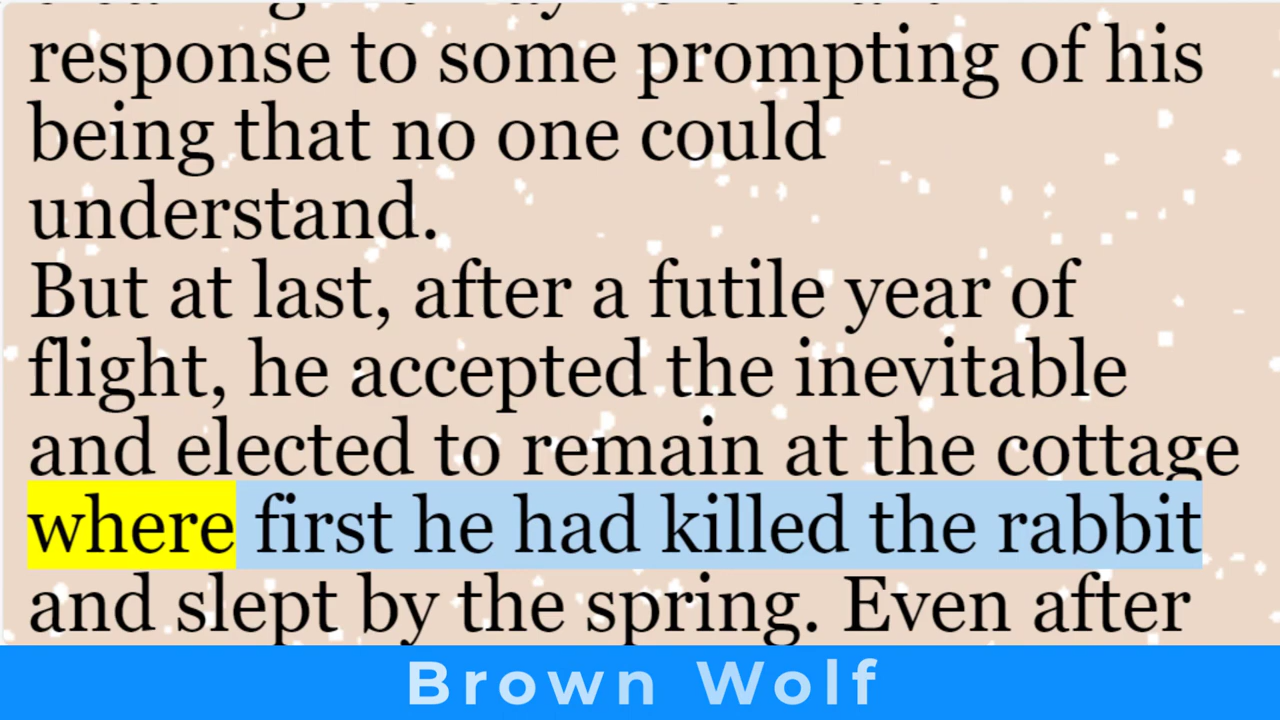 response to some prompting of his
being that no one could
understand.
But at last, after a futile year of
flight, he accepted the inevitable
and elected to remain at the cottage
where first he had killed the rabbit
and slept by the spring. Even after
Brown Wolf